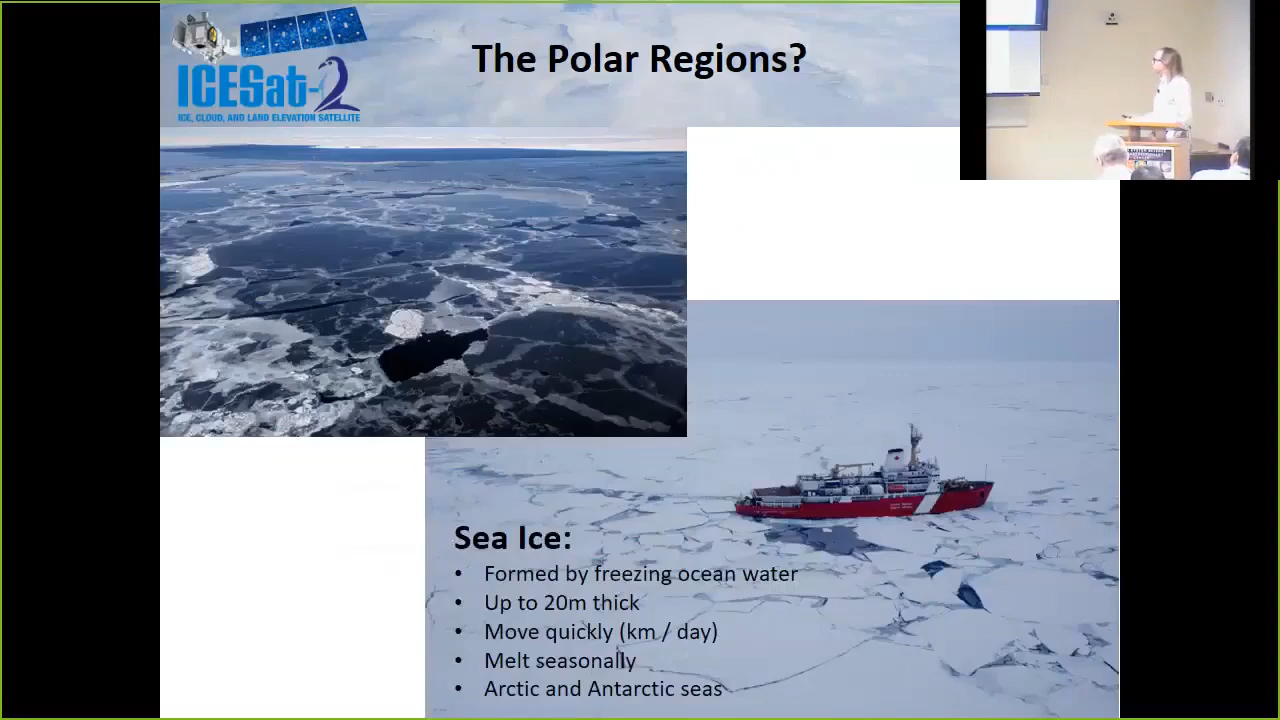 The Polar Regions?
ICESat-2
ICE, CLOUD, AND LAND ELEVATION SATELLITE
Sea Ice:
• Formed by freezing ocean water
• Up to 20m thick
• Move quickly (km / day)
• Melt seasonally
• Arctic and Antarctic seas